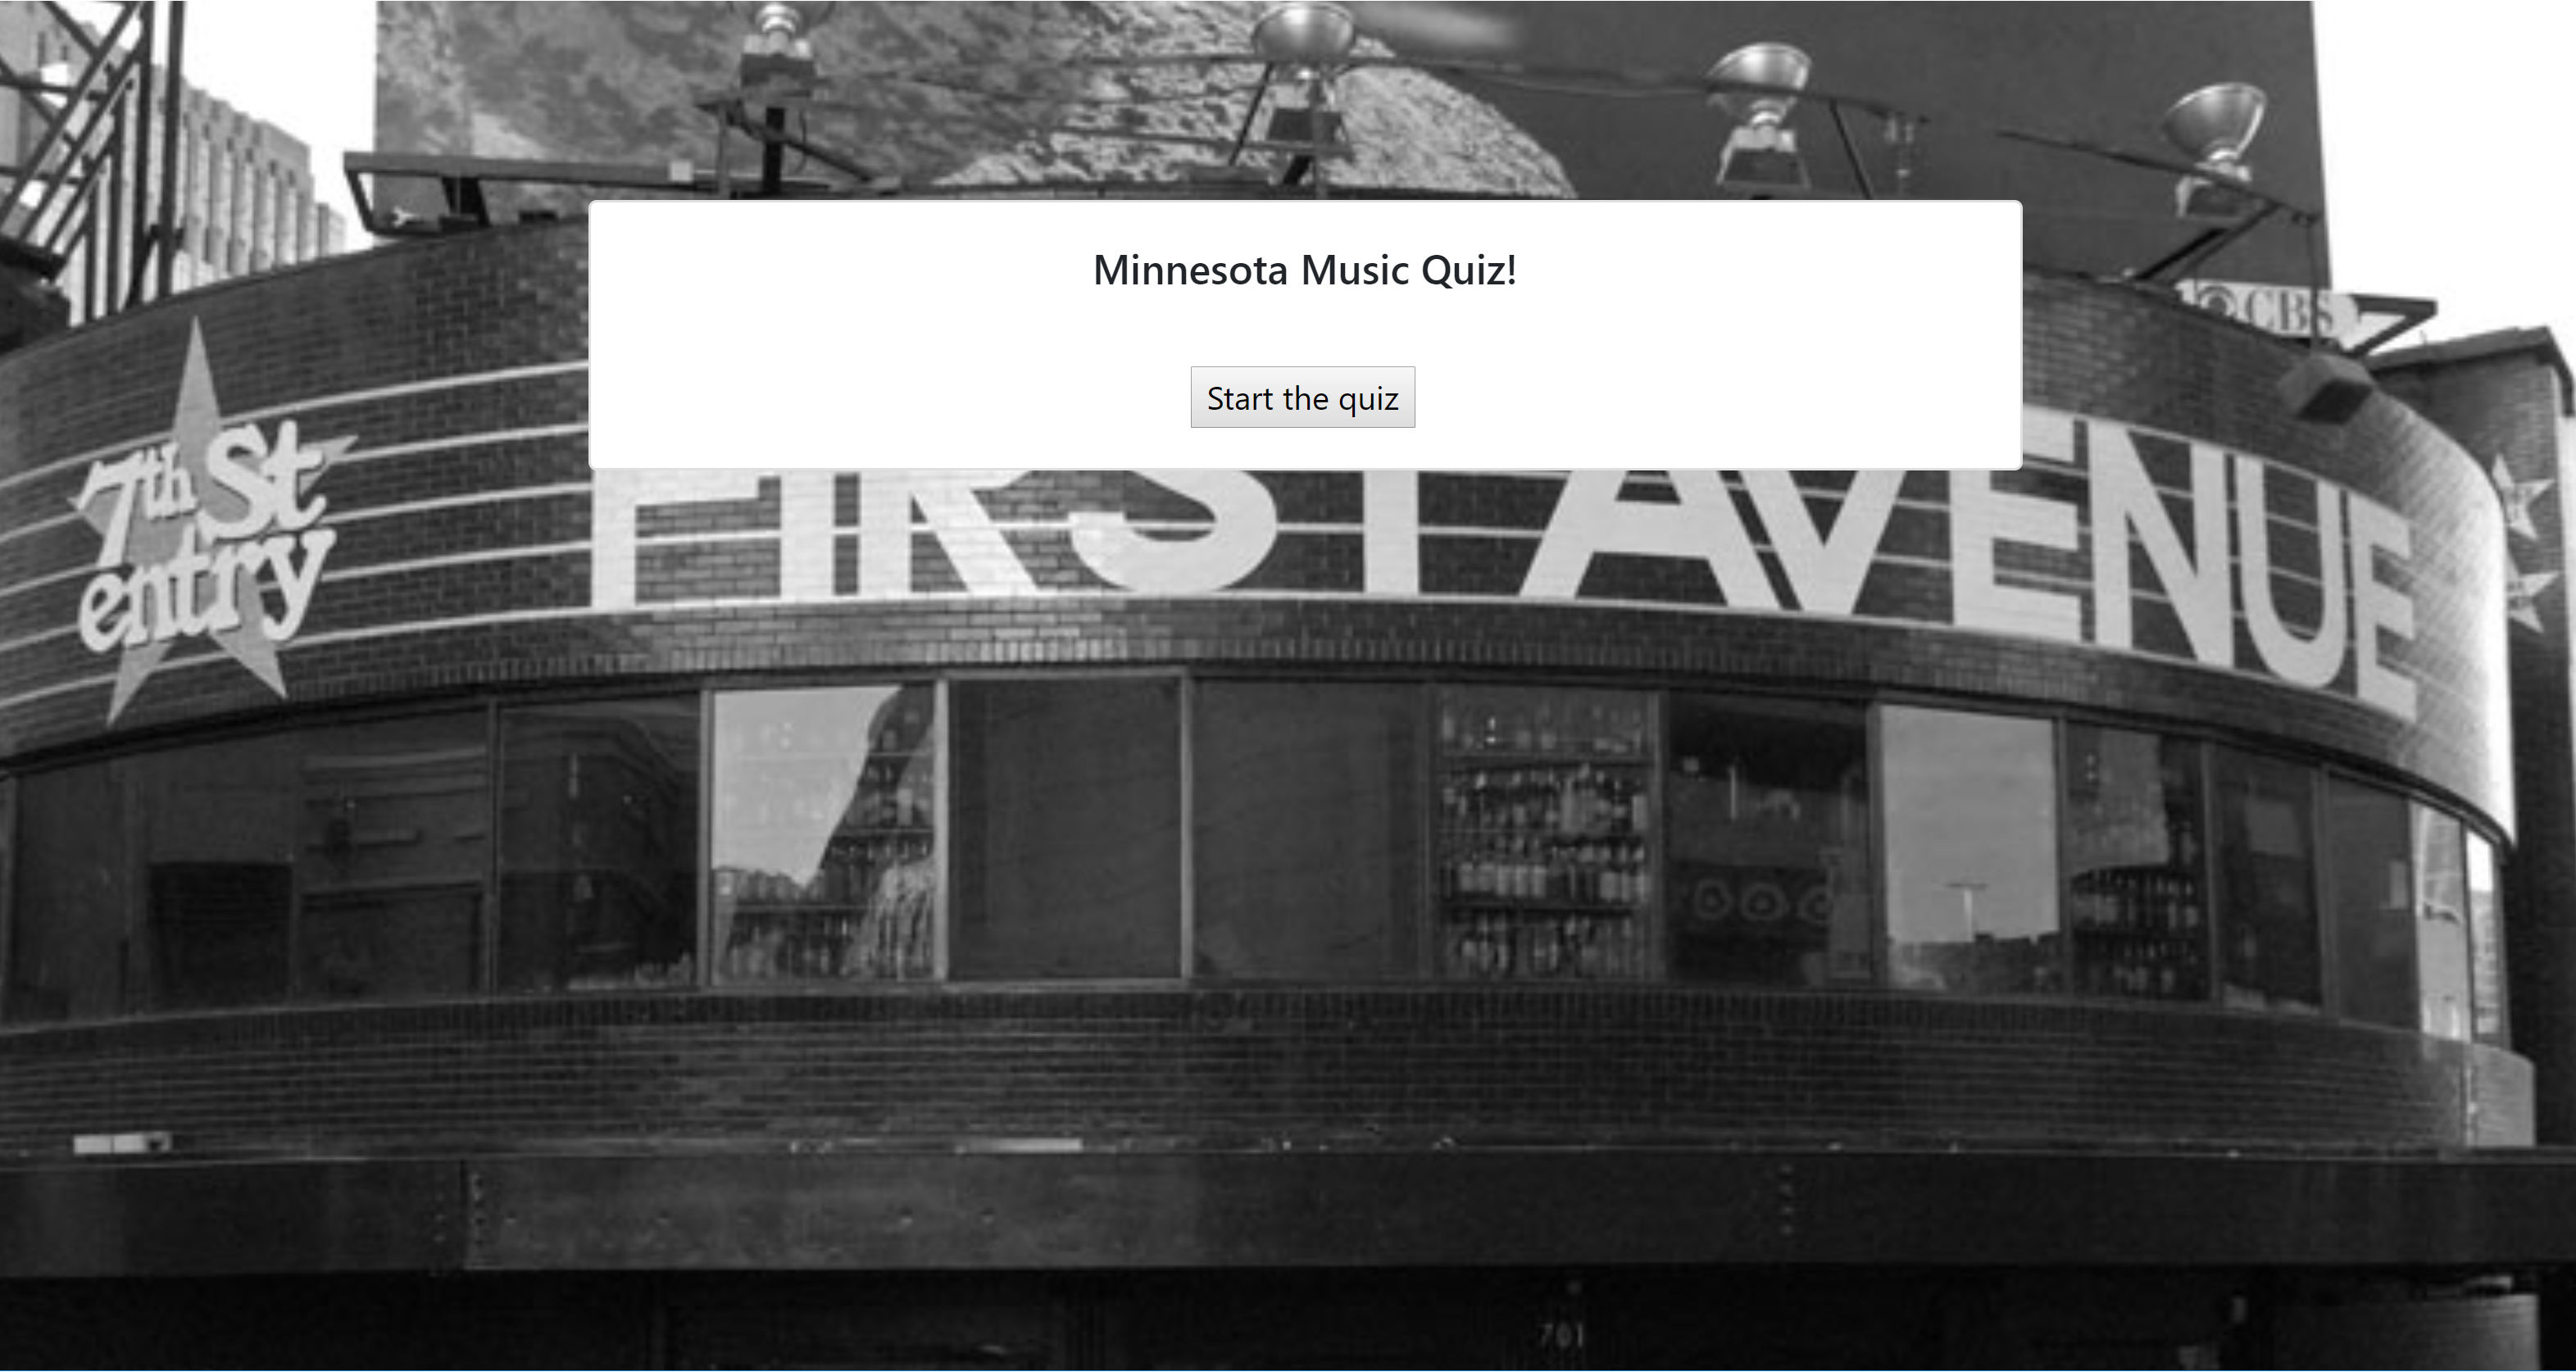 Minnesota Music Quiz!
Start the quiz
CBS
7th St
entry
FIRST AVENUE
701